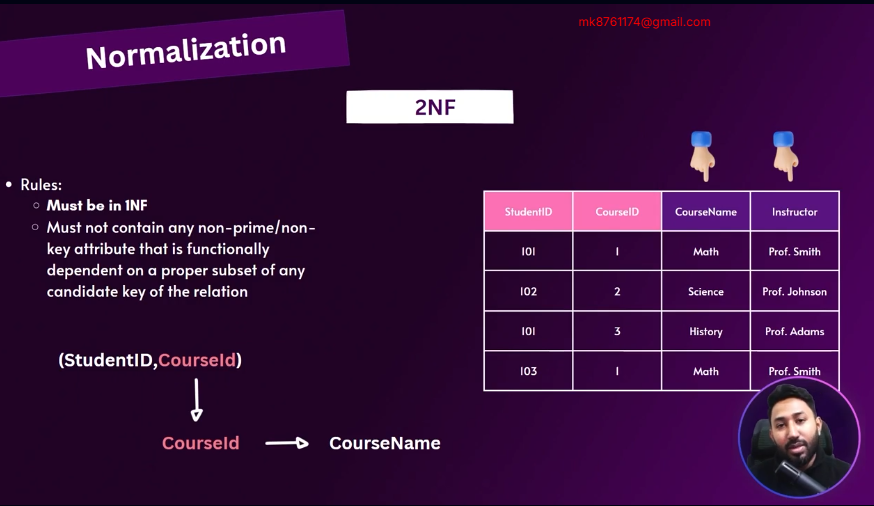 mk8761174@gmail.com
Normalization
2NF
• Rules:
Must be in 1NF
Must not contain any non-prime/non-
key attribute that is functionally
dependent on a proper subset of any
candidate key of the relation
(StudentID,CourseId)
CourseId
CourseName
StudentID CourseID CourseName Instructor
101 1 Math Prof. Smith
102 2 Science Prof. Johnson
101 3 History Prof. Adams
103 1 Math Prof. Smith